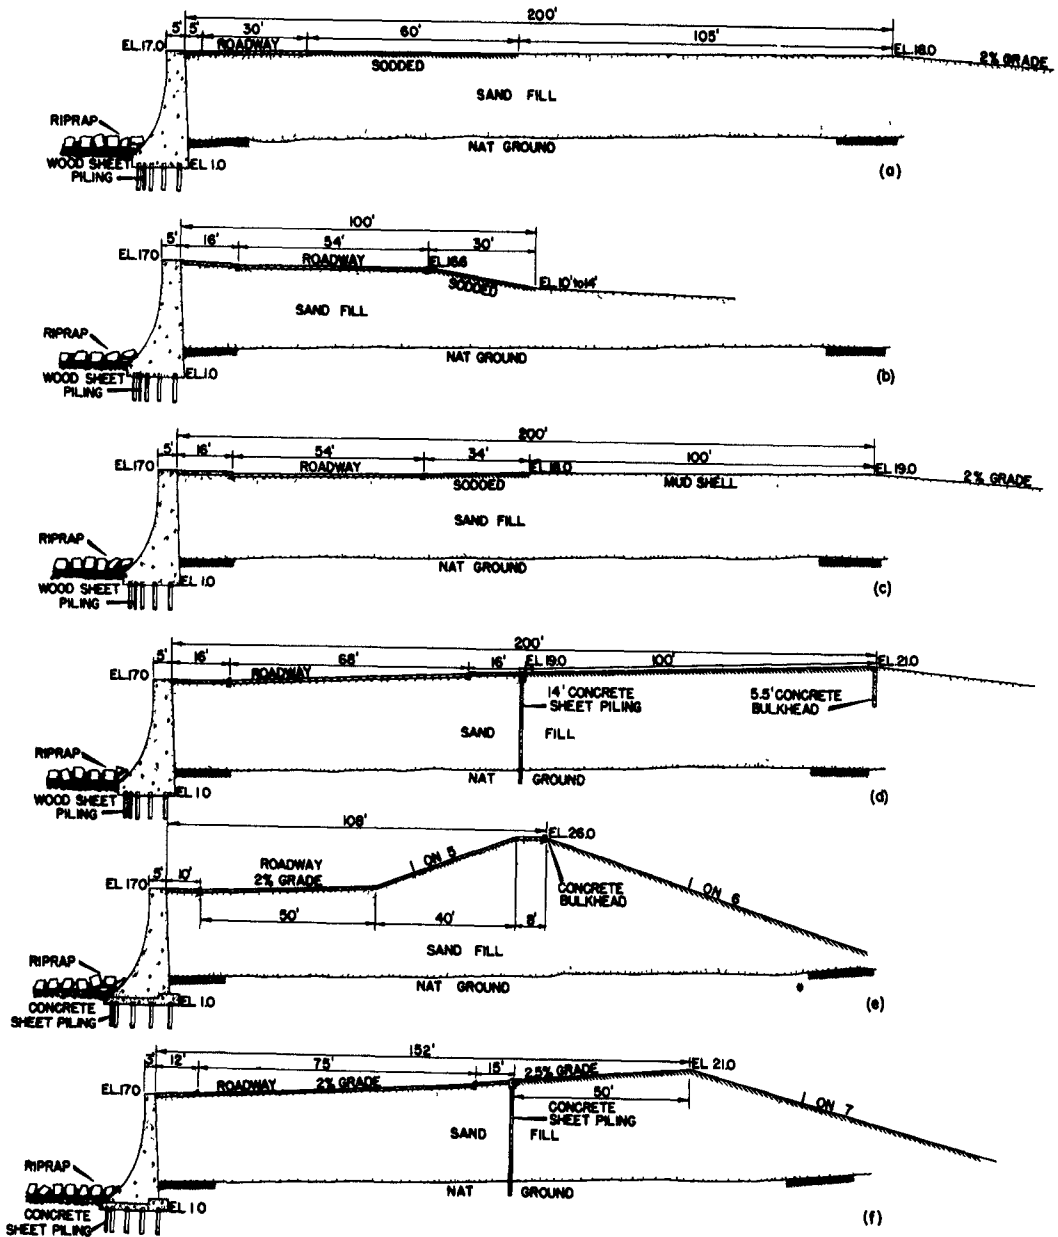 200'
5' 5' 30' 60' 105'
EL.17.0 ROADWAY EL.18.0
SODDED 2% GRADE
SAND FILL
RIPRAP
NAT GROUND
WOOD SHEET PILING EL 1.0
(a)
100'
5' 16' 54' 30'
EL.17.0 ROADWAY EL.16.6
SODDED EL.10' to 14'
SAND FILL
RIPRAP
NAT GROUND
WOOD SHEET PILING EL.1.0
(b)
200'
5' 16' 54' 34' 100'
EL.17.0 ROADWAY EL.18.0 EL.19.0
SODDED MUD SHELL 2% GRADE
SAND FILL
RIPRAP
NAT GROUND
WOOD SHEET PILING EL 1.0
(c)
200'
5' 16' 68' 16' EL.19.0 100' EL.21.0
EL.17.0 ROADWAY
14' CONCRETE SHEET PILING
5.5' CONCRETE BULKHEAD
SAND FILL
RIPRAP
NAT GROUND
WOOD SHEET PILING EL 1.0
(d)
108'
EL.26.0
5' 10' ROADWAY 1 ON 5
EL 17.0 2% GRADE
CONCRETE BULKHEAD
1 ON 6
50' 40' 8'
SAND FILL
RIPRAP
NAT GROUND
CONCRETE SHEET PILING EL 1.0
(e)
152'
3' 12' 75' 15' 2.5% GRADE EL 21.0
EL.17.0 ROADWAY 2% GRADE
50'
CONCRETE SHEET PILING
1 ON 7
SAND FILL
RIPRAP
NAT GROUND
CONCRETE SHEET PILING EL 1.0
(f)